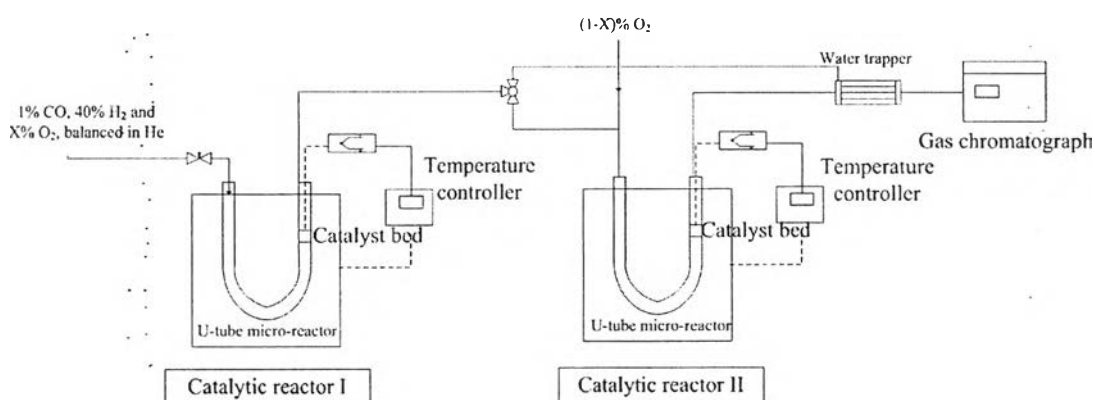 (1-X)% O₂
Water trapper
1% CO, 40% H₂ and
X% O₂, balanced in He
Gas chromatograph
Temperature
controller
Temperature
controller
Catalyst bed
Catalyst bed
U-tube micro-reactor
U-tube micro-reactor
Catalytic reactor I
Catalytic reactor II